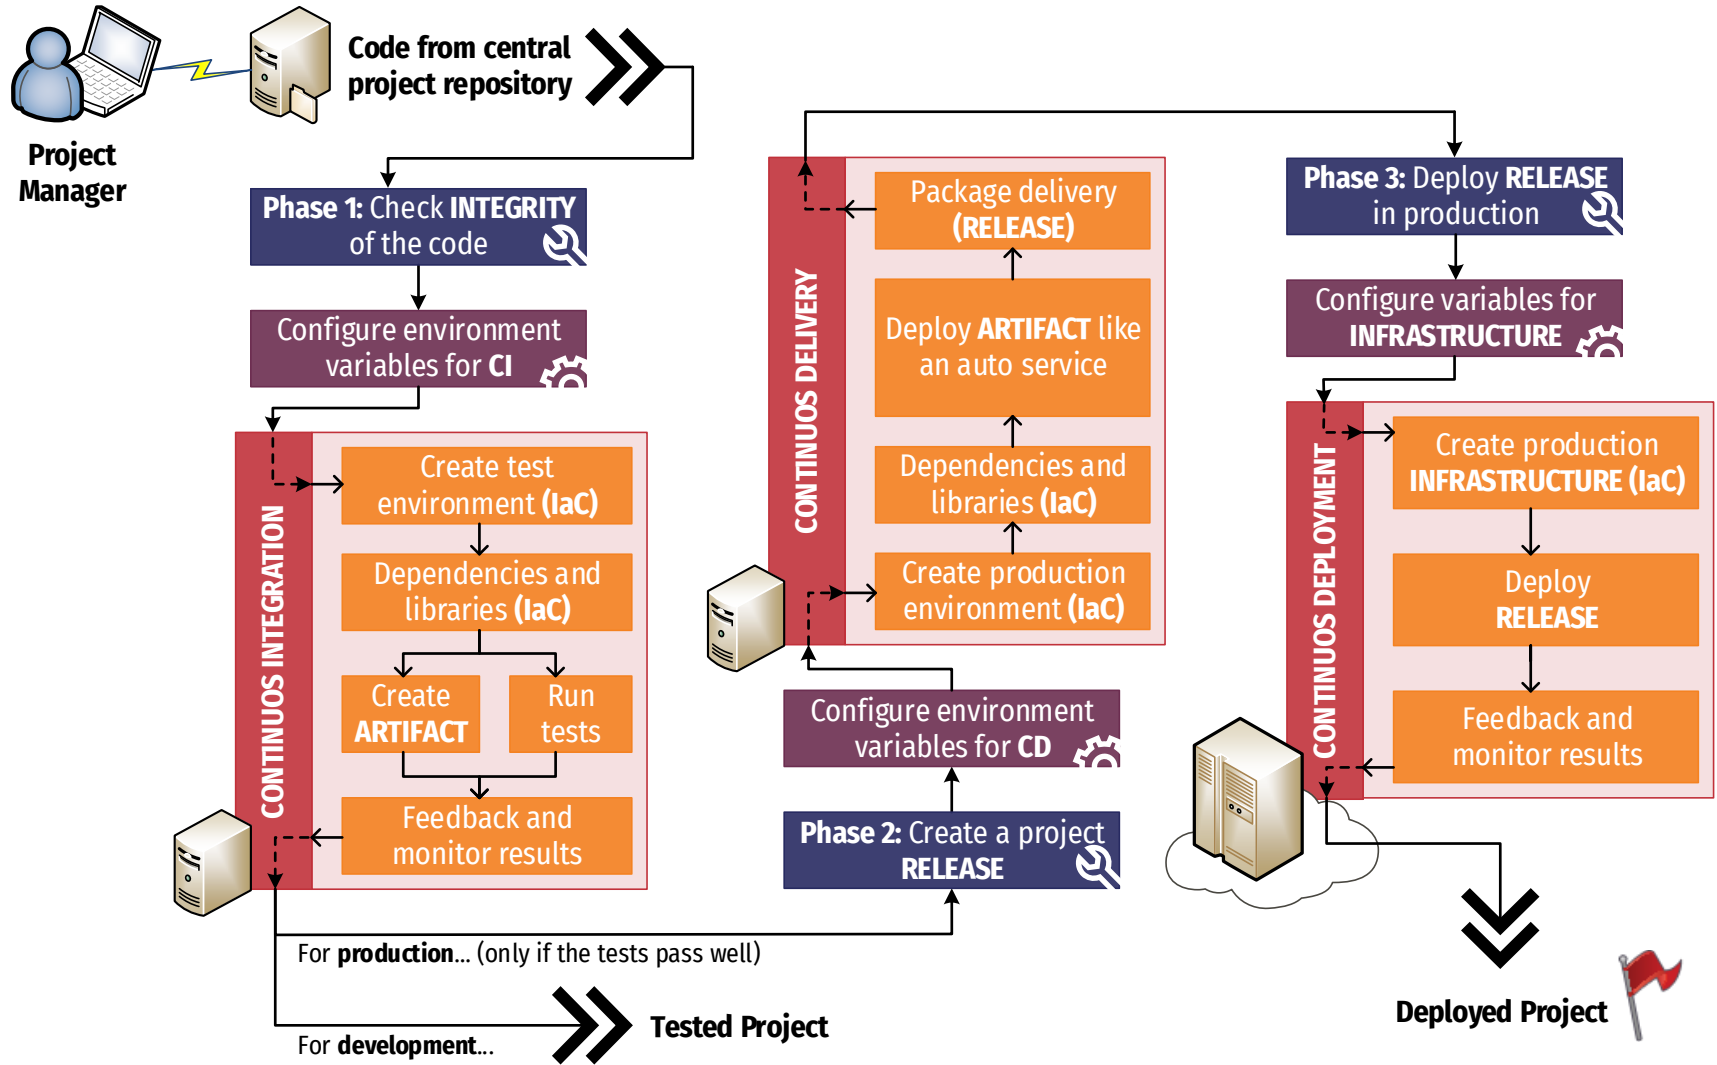 Code from central
project repository
Project
Manager
Phase 1: Check INTEGRITY
of the code
Configure environment
variables for CI
CONTINUOS INTEGRATION
Create test
environment (IaC)
Dependencies and
libraries (IaC)
Create
ARTIFACT
Run
tests
Feedback and
monitor results
For production... (only if the tests pass well)
For development...
Tested Project
Phase 2: Create a project
RELEASE
Configure environment
variables for CD
CONTINUOS DELIVERY
Package delivery
(RELEASE)
Deploy ARTIFACT like
an auto service
Dependencies and
libraries (IaC)
Create production
environment (IaC)
Phase 3: Deploy RELEASE
in production
Configure variables for
INFRASTRUCTURE
CONTINUOS DEPLOYMENT
Create production
INFRASTRUCTURE (IaC)
Deploy
RELEASE
Feedback and
monitor results
Deployed Project